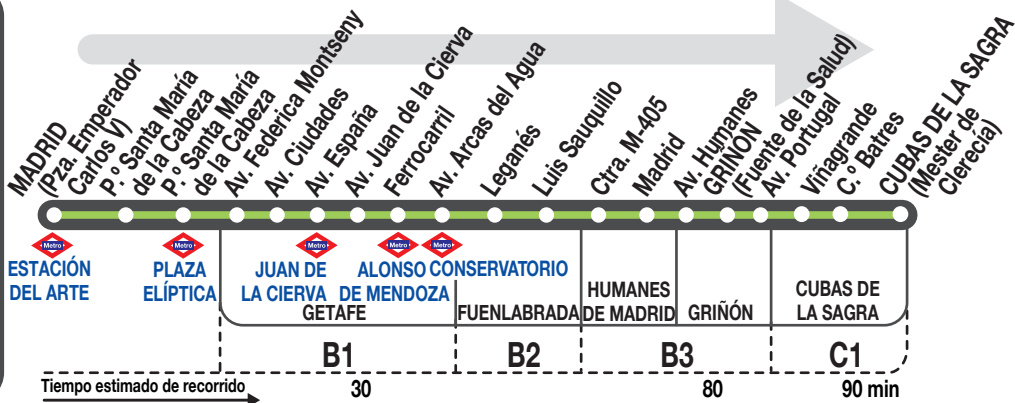 MADRID
(Pza. Emperador
Carlos V)
P.º Santa María
de la Cabeza
P.º Santa María
de la Cabeza
Av. Federica Montseny
Av. Ciudades
Av. España
Av. Juan de la Cierva
Ferrocarril
Av. Arcas del Agua
Leganés
Luis Sauquillo
Ctra. M-405
Madrid
Av. Humanes
GRIÑÓN
(Fuente de la Salud)
Av. Portugal
Viñagrande
C.º Batres
CUBAS DE LA SAGRA
(Mester de
Clerecía)
Metro
Metro
Metro
Metro
Metro
ESTACIÓN
DEL ARTE
PLAZA
ELÍPTICA
JUAN DE
LA CIERVA
ALONSO
DE MENDOZA
CONSERVATORIO
GETAFE
FUENLABRADA
HUMANES
DE MADRID
GRIÑÓN
CUBAS DE
LA SAGRA
B1
B2
B3
C1
Tiempo estimado de recorrido
30
80
90 min